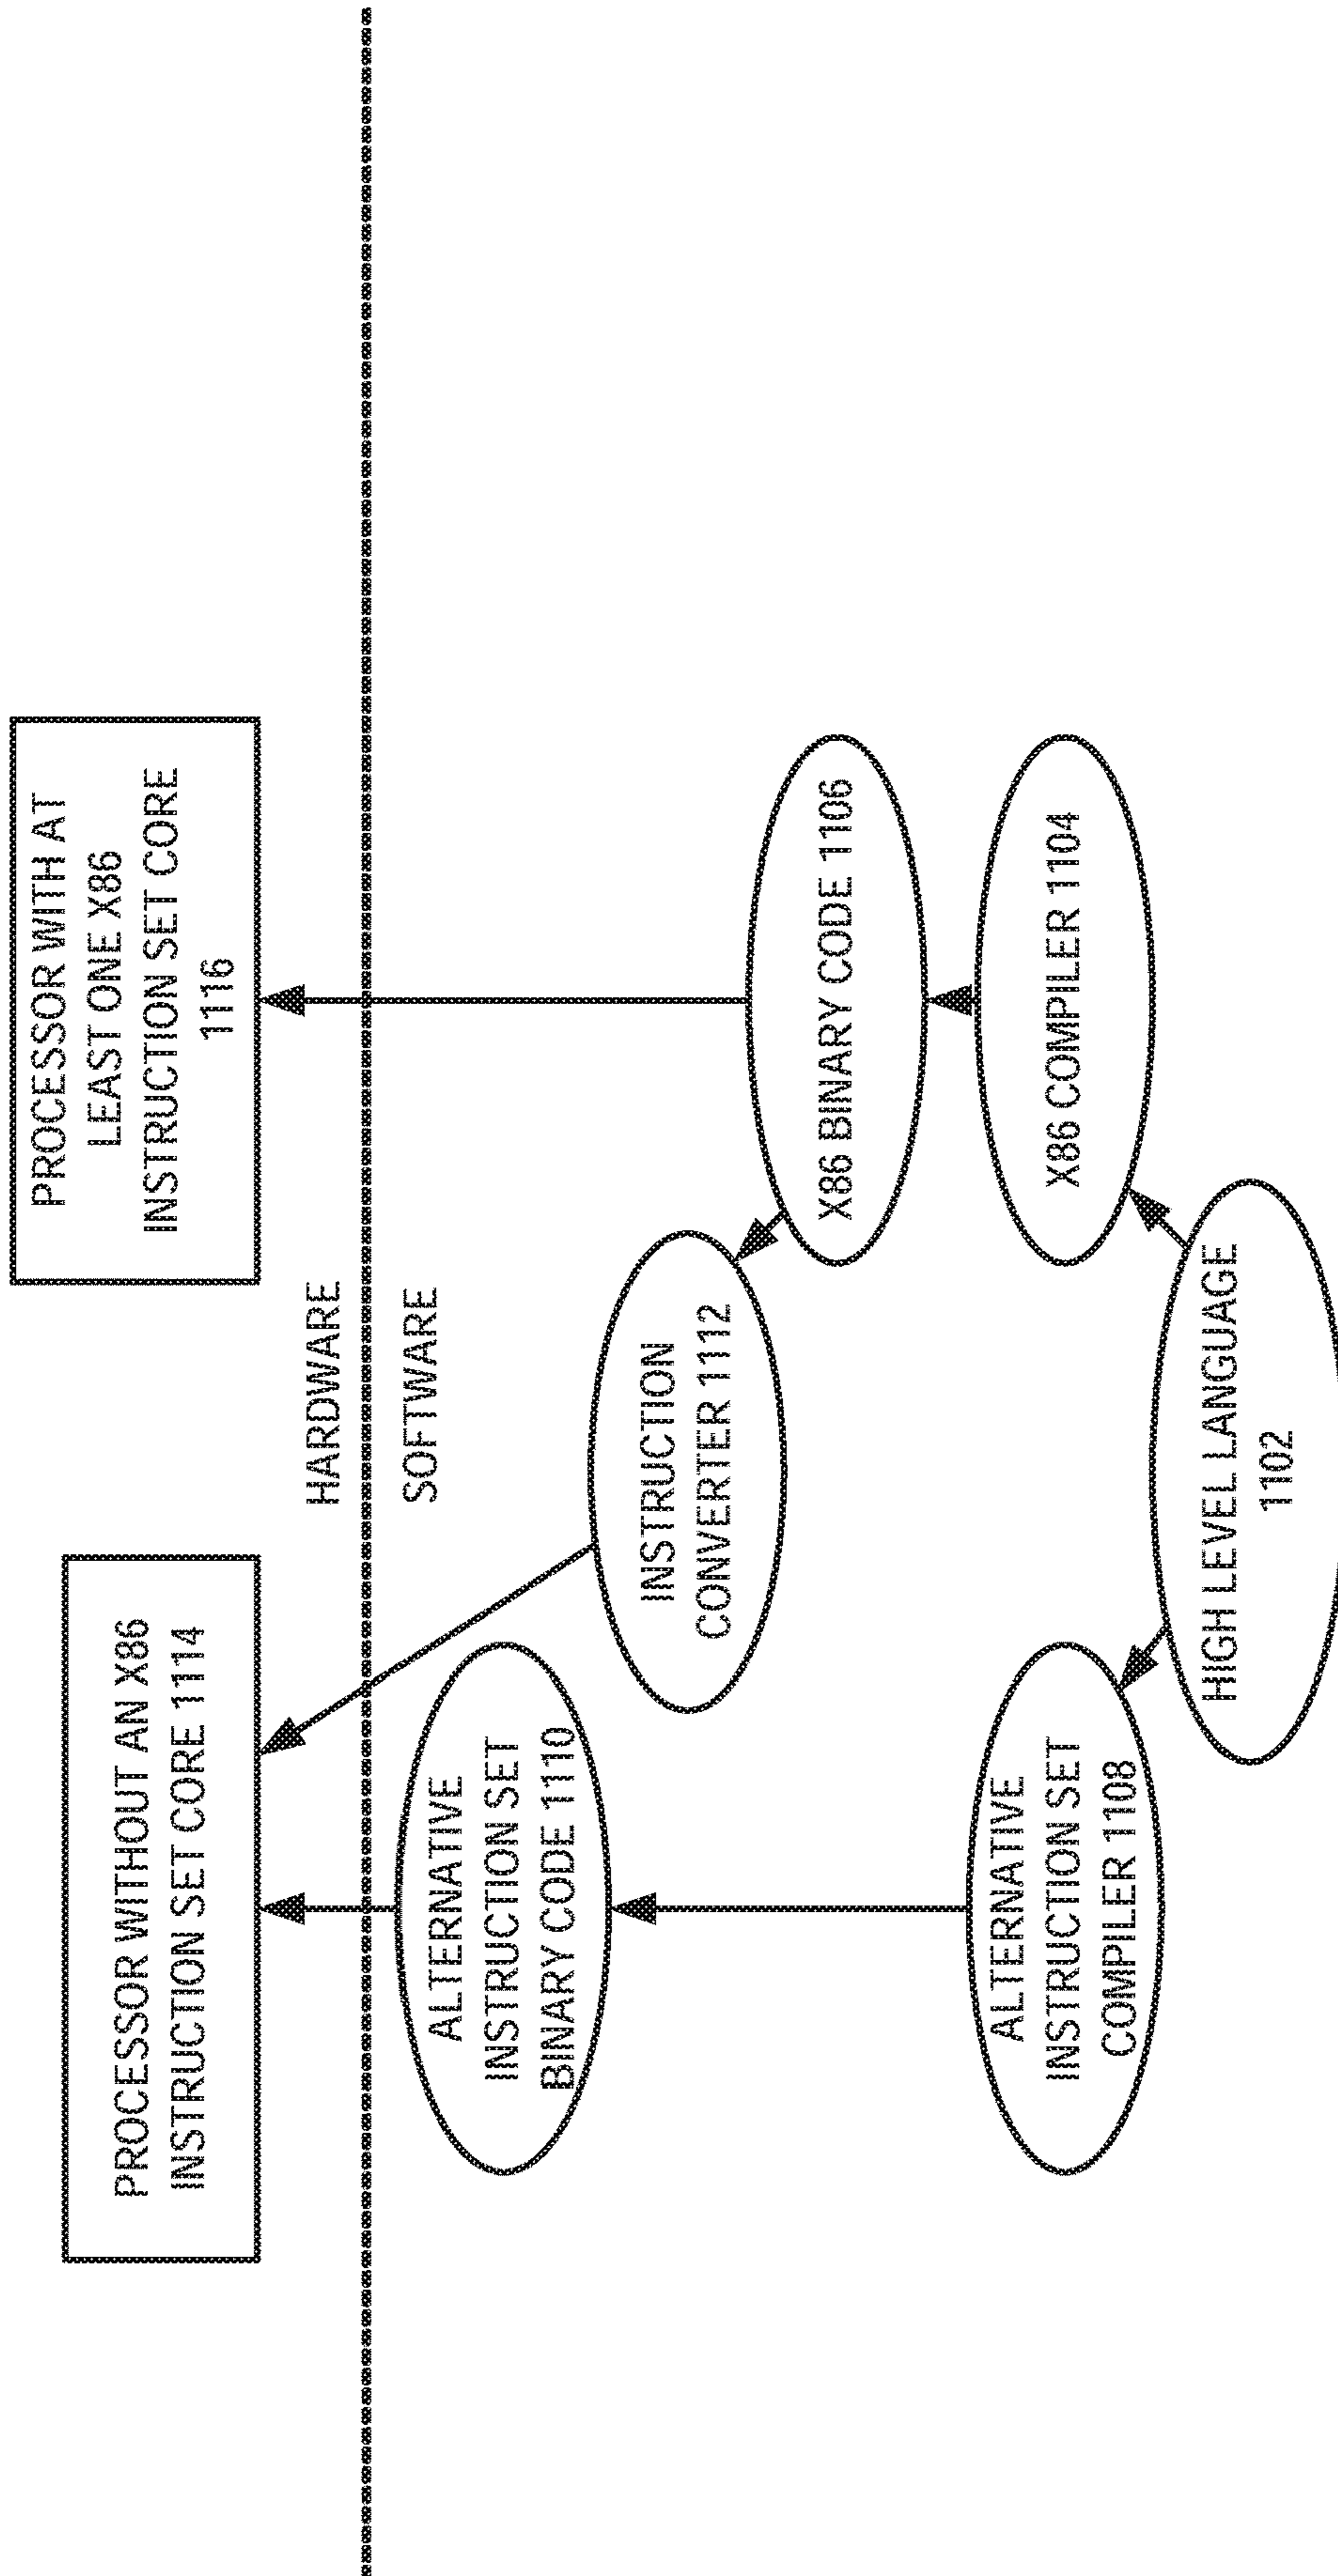 PROCESSOR WITHOUT AN X86
INSTRUCTION SET CORE 1114
PROCESSOR WITH AT
LEAST ONE X86
INSTRUCTION SET CORE
1116
HARDWARE
SOFTWARE
ALTERNATIVE
INSTRUCTION SET
BINARY CODE 1110
INSTRUCTION
CONVERTER 1112
X86 BINARY CODE 1106
ALTERNATIVE
INSTRUCTION SET
COMPILER 1108
X86 COMPILER 1104
HIGH LEVEL LANGUAGE
1102